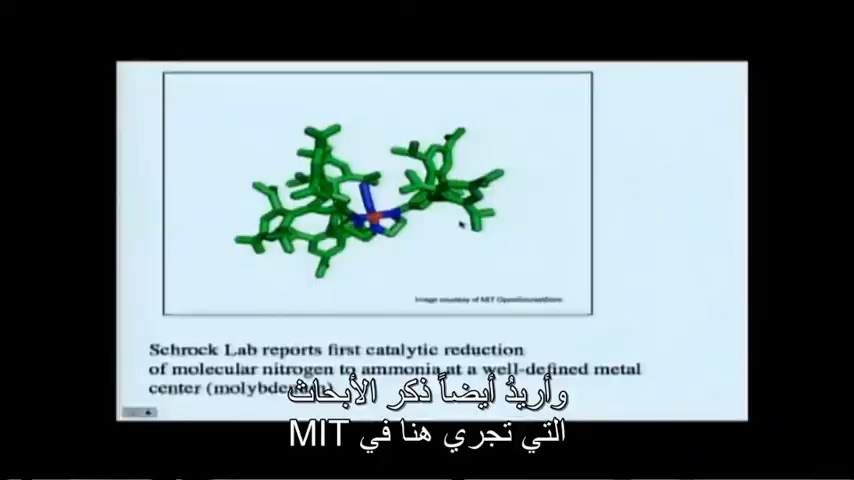 Image courtesy of MIT OpenCourseWare.
Schrock Lab reports first catalytic reduction
of molecular nitrogen to ammonia at a well-defined metal
center (molybdenum)
وأريدُ أيضاً ذكر الأبحاث
التي تجري هنا في MIT